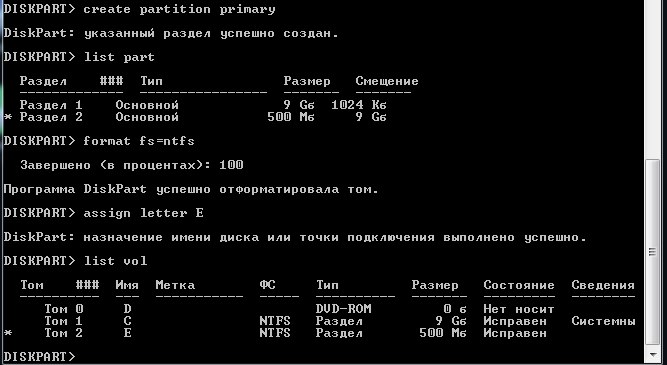 DISKPART> create partition primary
DiskPart: указанный раздел успешно создан.
DISKPART> list part
Раздел ### Тип Размер Смещение
------------- ---------------- ------- -------
Раздел 1 Основной 9 Gб 1024 Kб
* Раздел 2 Основной 500 Mб 9 Gб
DISKPART> format fs=ntfs
Завершено (в процентах): 100
Программа DiskPart успешно отформатировала том.
DISKPART> assign letter E
DiskPart: назначение имени диска или точки подключения выполнено успешно.
DISKPART> list vol
Том ### Имя Метка ФС Тип Размер Состояние Сведения
---------- --- ----------- ----- ---------- ------- --------- --------
Том 0 D DVD-ROM 0 б Нет носит
Том 1 C NTFS Раздел 9 Gб Исправен Системны
* Том 2 E NTFS Раздел 500 Mб Исправен
DISKPART>